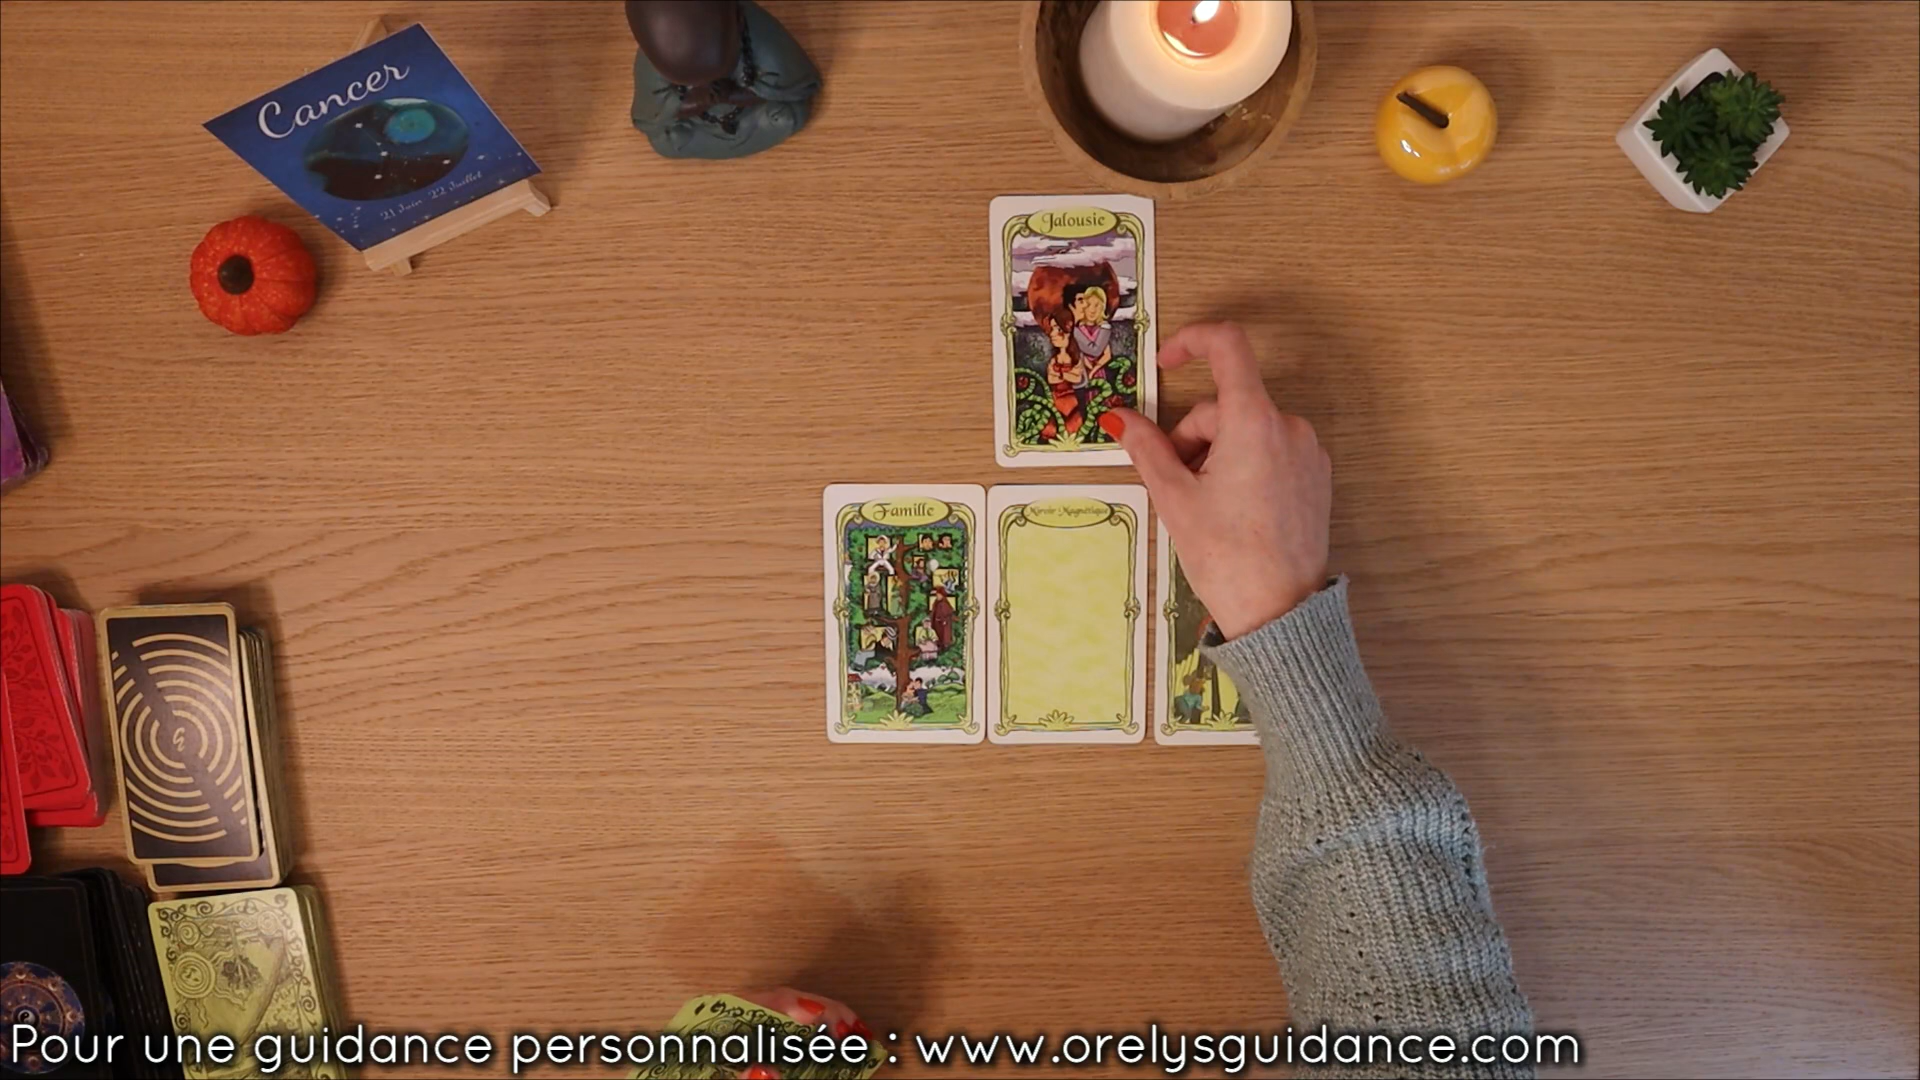 Cancer
21 Juin 22 Juillet
Jalousie
Famille
Miroir Magnétique
Pour une guidance personnalisée : www.orelysguidance.com